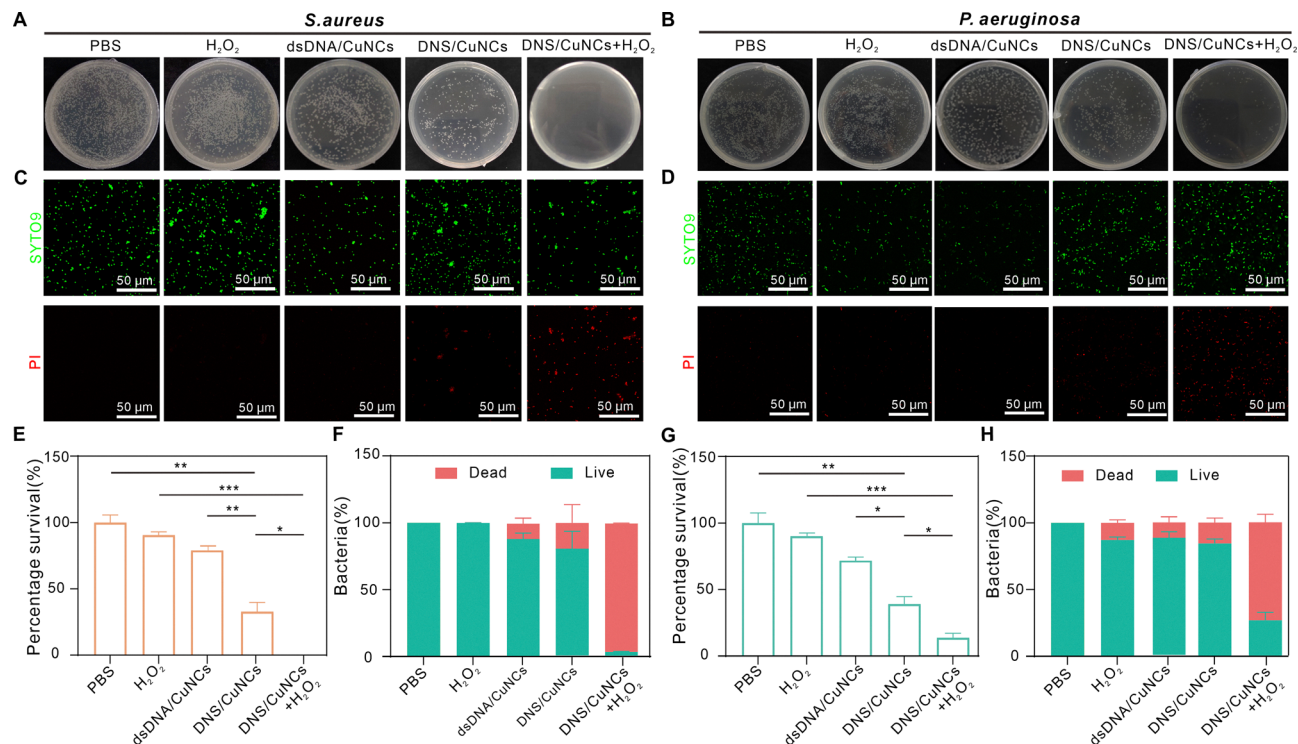 A
S.aureus
PBS
H₂O₂
dsDNA/CuNCs
DNS/CuNCs
DNS/CuNCs+H₂O₂
B
P. aeruginosa
PBS
H₂O₂
dsDNA/CuNCs
DNS/CuNCs
DNS/CuNCs+H₂O₂
C
SYTO9
50 μm
50 μm
50 μm
50 μm
50 μm
PI
50 μm
50 μm
50 μm
50 μm
50 μm
D
SYTO9
50 μm
50 μm
50 μm
50 μm
50 μm
PI
50 μm
50 μm
50 μm
50 μm
50 μm
E
Percentage survival(%)
150
100
50
0
**
***
**
*
PBS
H₂O₂
dsDNA/CuNCs
DNS/CuNCs
DNS/CuNCs
+H₂O₂
F
Bacteria(%)
150
100
50
0
Dead
Live
PBS
H₂O₂
dsDNA/CuNCs
DNS/CuNCs
DNS/CuNCs
+H₂O₂
G
Percentage survival(%)
150
100
50
0
**
***
*
*
PBS
H₂O₂
dsDNA/CuNCs
DNS/CuNCs
DNS/CuNCs
+H₂O₂
H
Bacteria(%)
150
100
50
0
Dead
Live
PBS
H₂O₂
dsDNA/CuNCs
DNS/CuNCs
DNS/CuNCs
+H₂O₂